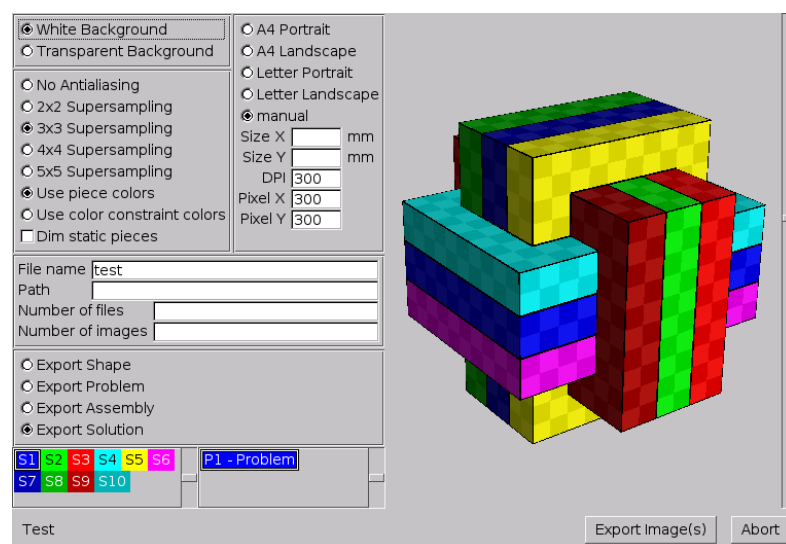 White Background
Transparent Background
No Antialiasing
2x2 Supersampling
3x3 Supersampling
4x4 Supersampling
5x5 Supersampling
Use piece colors
Use color constraint colors
Dim static pieces
A4 Portrait
A4 Landscape
Letter Portrait
Letter Landscape
manual
Size X mm
Size Y mm
DPI 300
Pixel X 300
Pixel Y 300
File name test
Path
Number of files
Number of images
Export Shape
Export Problem
Export Assembly
Export Solution
S1 S2 S3 S4 S5 S6
S7 S8 S9 S10
P1 - Problem
Test
Export Image(s)
Abort